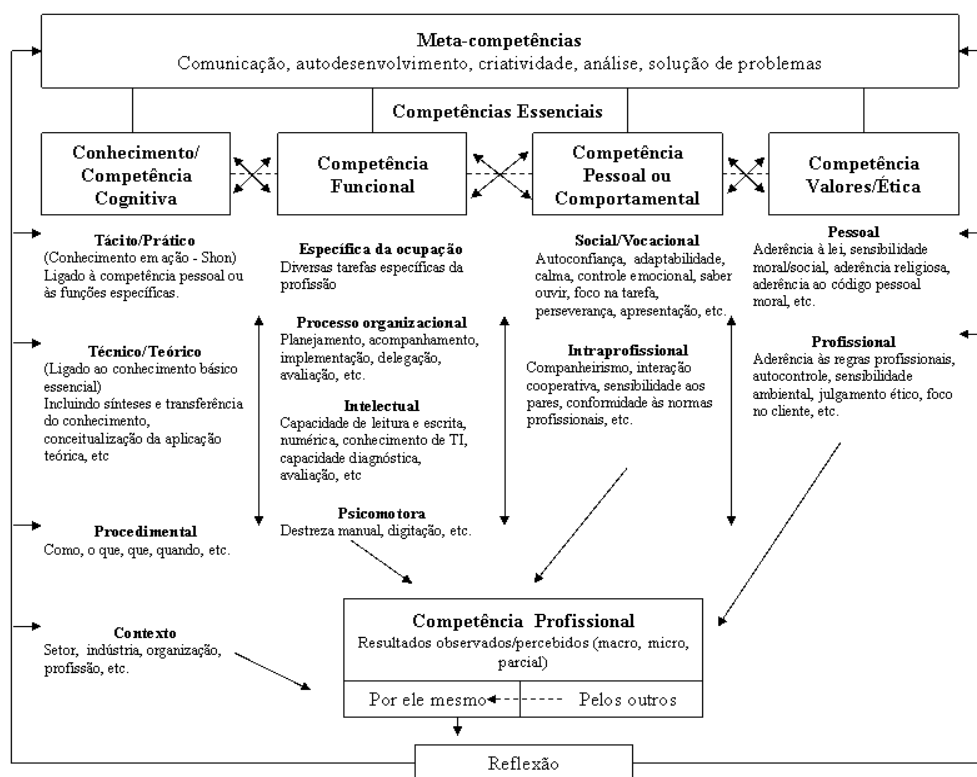 Meta-competências
Comunicação, autodesenvolvimento, criatividade, análise, solução de problemas
Competências Essenciais
Conhecimento/
Competência
Cognitiva
Competência
Funcional
Competência
Pessoal ou
Comportamental
Competência
Valores/Ética
Tácito/Prático
(Conhecimento em ação - Shon)
Ligado à competência pessoal ou
às funções específicas.
Técnico/Teórico
(Ligado ao conhecimento básico
essencial)
Incluindo sínteses e transferência
do conhecimento,
conceitualização da aplicação
teórica, etc
Procedimental
Como, o que, que, quando, etc.
Contexto
Setor, indústria, organização,
profissão, etc.
Específica da ocupação
Diversas tarefas específicas da
profissão
Processo organizacional
Planejamento, acompanhamento,
implementação, delegação,
avaliação, etc.
Intelectual
Capacidade de leitura e escrita,
numérica, conhecimento de TI,
capacidade diagnóstica,
avaliação, etc
Psicomotora
Destreza manual, digitação, etc.
Social/Vocacional
Autoconfiança, adaptabilidade,
calma, controle emocional, saber
ouvir, foco na tarefa,
perseverança, apresentação, etc.
Intraprofissional
Companheirismo, interação
cooperativa, sensibilidade aos
pares, conformidade às normas
profissionais, etc.
Pessoal
Aderência à lei, sensibilidade
moral/social, aderência religiosa,
aderência ao código pessoal
moral, etc.
Profissional
Aderência às regras profissionais,
autocontrole, sensibilidade
ambiental, julgamento ético, foco
no cliente, etc.
Competência Profissional
Resultados observados/percebidos (macro, micro,
parcial)
Por ele mesmo
Pelos outros
Reflexão